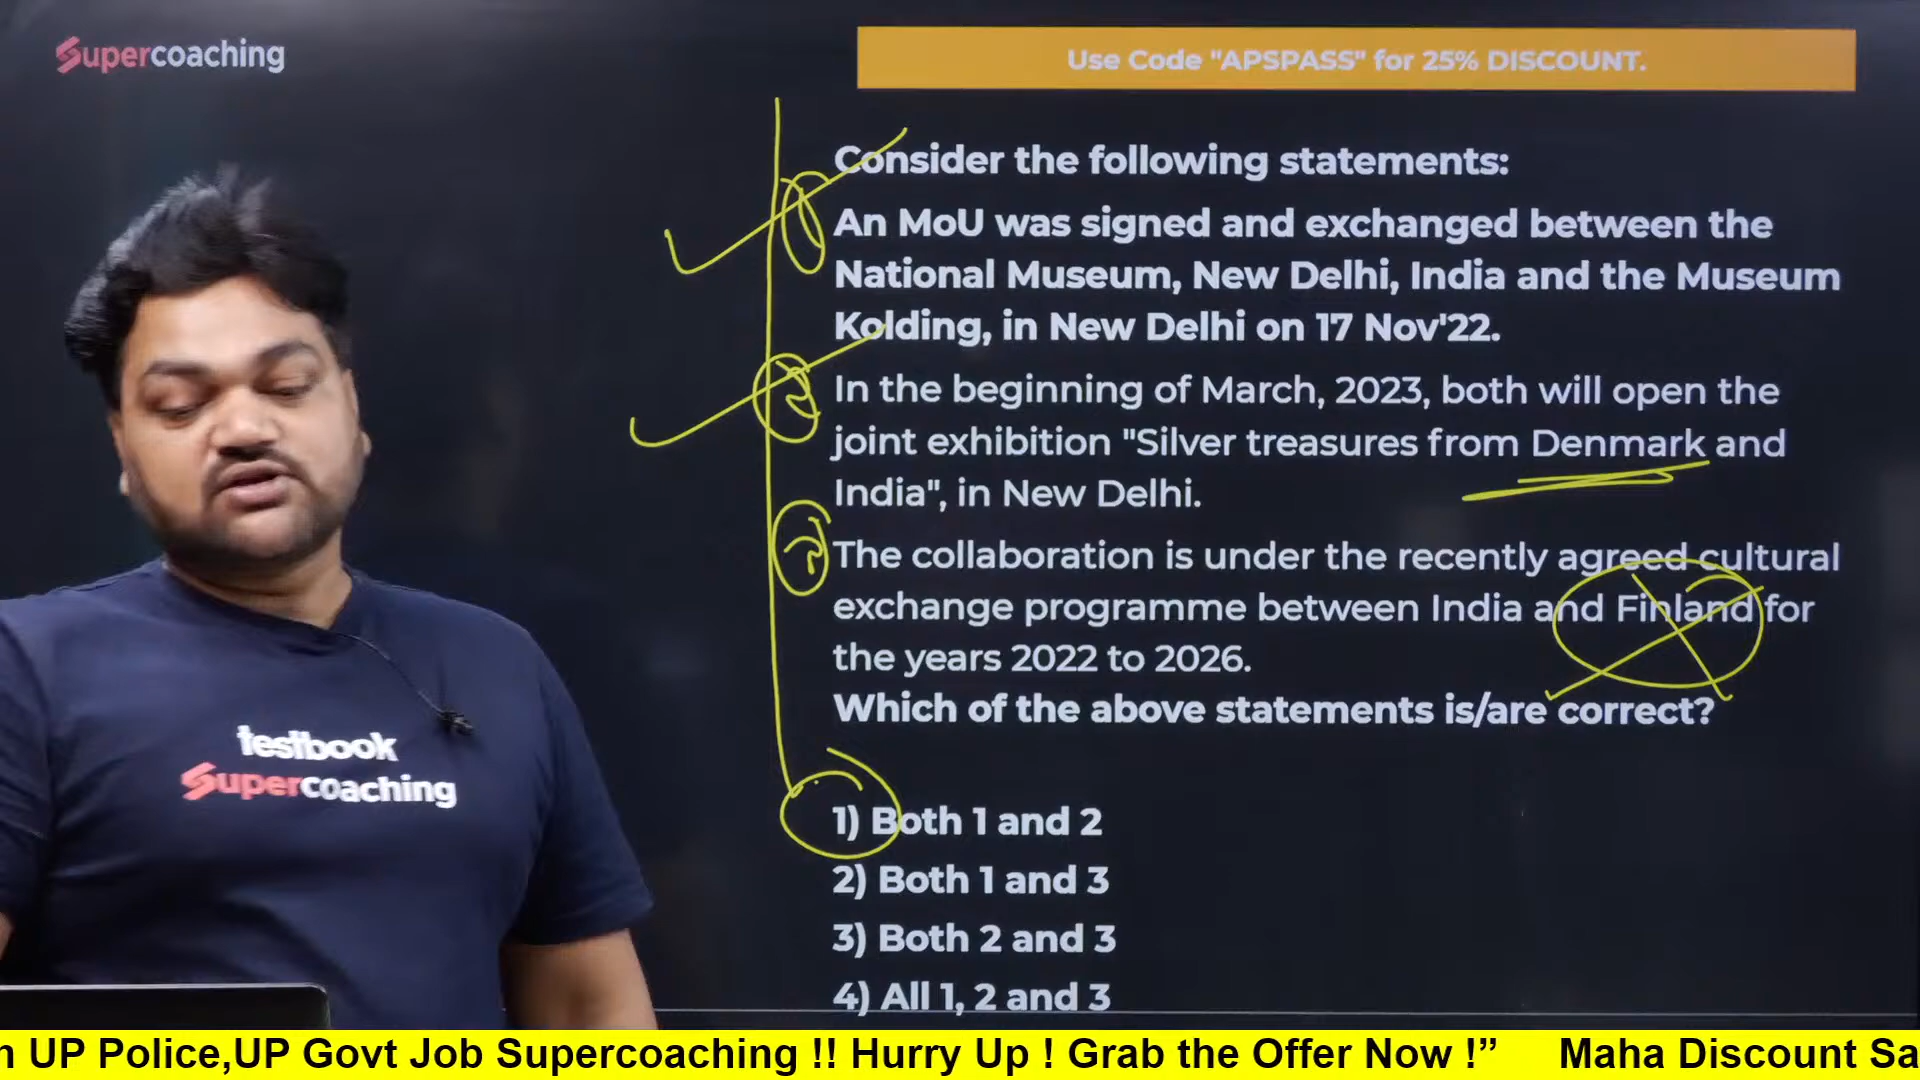 Supercoaching
Use Code "APSPASS" for 25% DISCOUNT.
Consider the following statements:
1
An MoU was signed and exchanged between the
National Museum, New Delhi, India and the Museum
Kolding, in New Delhi on 17 Nov'22.
2
In the beginning of March, 2023, both will open the
joint exhibition "Silver treasures from Denmark and
India", in New Delhi.
3
The collaboration is under the recently agreed cultural
exchange programme between India and Finland for
the years 2022 to 2026.
Which of the above statements is/are correct?
1) Both 1 and 2
2) Both 1 and 3
3) Both 2 and 3
4) All 1, 2 and 3
testbook
Supercoaching
n UP Police,UP Govt Job Supercoaching !! Hurry Up ! Grab the Offer Now !” Maha Discount Sa